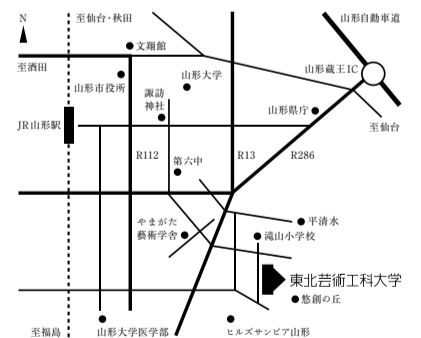 N
至仙台・秋田
山形自動車道
文翔館
至酒田
山形蔵王IC
山形大学
山形市役所
諏訪
神社
山形県庁
JR山形駅
至仙台
R112
R13
R286
第六中
やまがた
藝術学舎
平清水
滝山小学校
東北芸術工科大学
悠創の丘
至福島
山形大学医学部
ヒルズサンピア山形